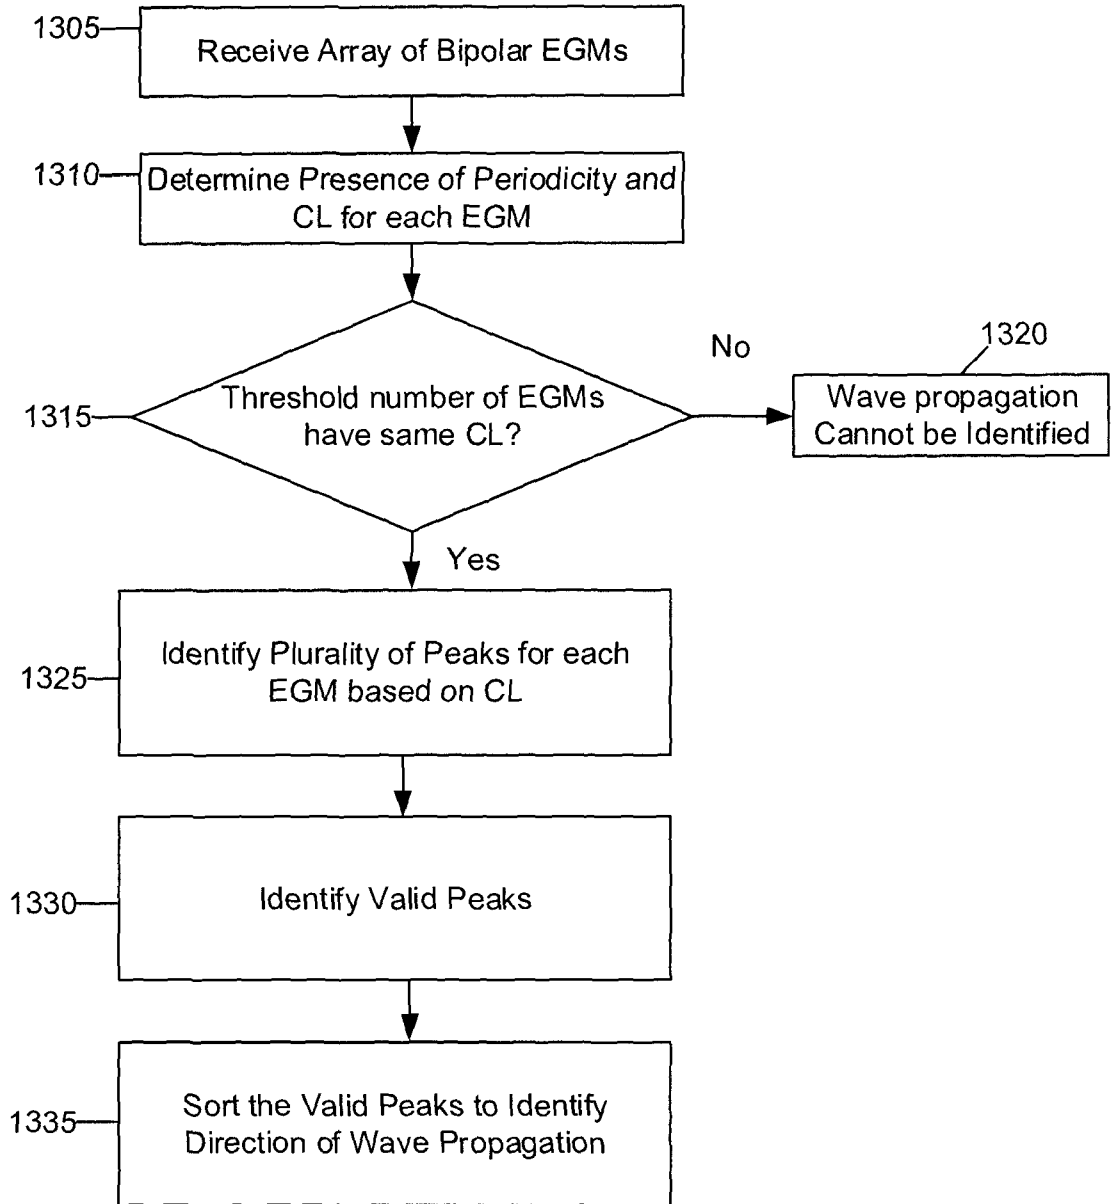 1305
Receive Array of Bipolar EGMs
1310
Determine Presence of Periodicity and
CL for each EGM
1315
Threshold number of EGMs
have same CL?
No
1320
Wave propagation
Cannot be Identified
Yes
1325
Identify Plurality of Peaks for each
EGM based on CL
1330
Identify Valid Peaks
1335
Sort the Valid Peaks to Identify
Direction of Wave Propagation